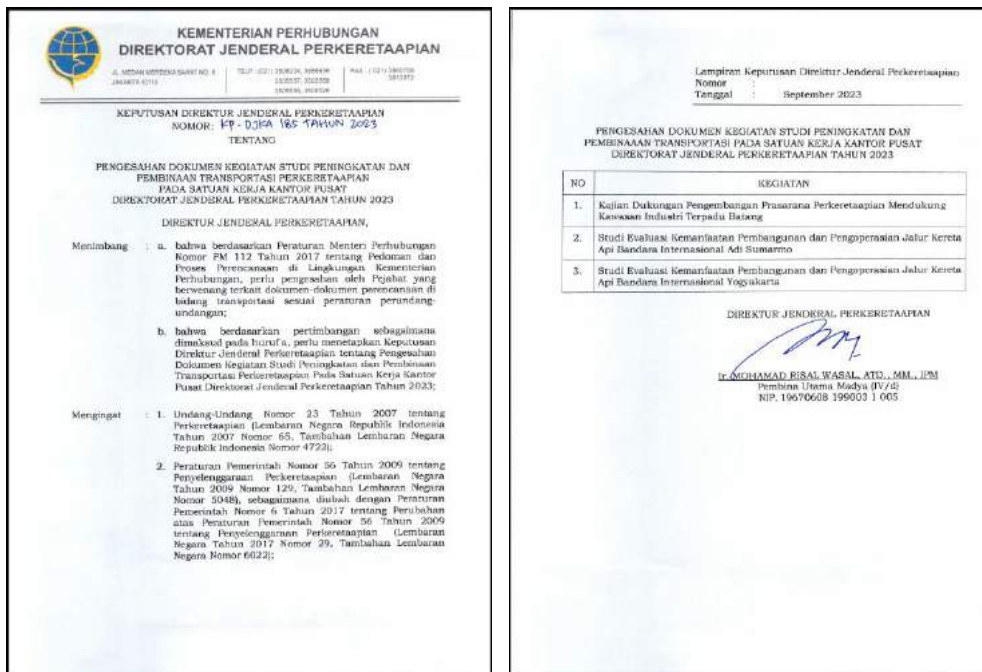 KEMENTERIAN PERHUBUNGAN
DIREKTORAT JENDERAL PERKERETAAPIAN
JL. MEDAN MERDEKA BARAT NO. 8
JAKARTA 10110
KEPUTUSAN DIREKTUR JENDERAL PERKERETAAPIAN
NOMOR: KP-DJKA 185 TAHUN 2023
TENTANG
PENGESAHAN DOKUMEN KEGIATAN STUDI PENINGKATAN DAN
PEMBINAAN TRANSPORTASI PERKERETAAPIAN
PADA SATUAN KERJA KANTOR PUSAT
DIREKTORAT JENDERAL PERKERETAAPIAN TAHUN 2023
DIREKTUR JENDERAL PERKERETAAPIAN,
Menimbang : a. bahwa berdasarkan Peraturan Menteri Perhubungan
Nomor PM 112 Tahun 2017 tentang Pedoman dan
Proses Perencanaan di Lingkungan Kementerian
Perhubungan, perlu pengesahan oleh Pejabat yang
berwenang terkait dokumen-dokumen perencanaan di
bidang transportasi sesuai peraturan perundang-
undangan;
b. bahwa berdasarkan pertimbangan sebagaimana
dimaksud pada huruf a, perlu menetapkan Keputusan
Direktur Jenderal Perkeretaapian tentang Pengesahan
Dokumen Kegiatan Studi Peningkatan dan Pembinaan
Transportasi Perkeretaapian Pada Satuan Kerja Kantor
Pusat Direktorat Jenderal Perkeretaapian Tahun 2023;
Mengingat : 1. Undang-Undang Nomor 23 Tahun 2007 tentang
Perkeretaapian (Lembaran Negara Republik Indonesia
Tahun 2007 Nomor 65, Tambahan Lembaran Negara
Republik Indonesia Nomor 4722);
2. Peraturan Pemerintah Nomor 56 Tahun 2009 tentang
Penyelenggaraan Perkeretaapian (Lembaran Negara
Tahun 2009 Nomor 129, Tambahan Lembaran Negara
Nomor 5048), sebagaimana diubah dengan Peraturan
Pemerintah Nomor 6 Tahun 2017 tentang Perubahan
atas Peraturan Pemerintah Nomor 56 Tahun 2009
tentang Penyelenggaraan Perkeretaapian (Lembaran
Negara Tahun 2017 Nomor 29, Tambahan Lembaran
Negara Nomor 6022);
Lampiran Keputusan Direktur Jenderal Perkeretaapian
Nomor :
Tanggal : September 2023
PENGESAHAN DOKUMEN KEGIATAN STUDI PENINGKATAN DAN
PEMBINAAAN TRANSPORTASI PADA SATUAN KERJA KANTOR PUSAT
DIREKTORAT JENDERAL PERKERETAAPIAN TAHUN 2023
NO KEGIATAN
1. Kajian Dukungan Pengembangan Prasarana Perkeretaapian Mendukung
Kawasan Industri Terpadu Batang
2. Studi Evaluasi Kemanfaatan Pembangunan dan Pengoperasian Jalur Kereta
Api Bandara Internasional Adi Sumarmo
3. Studi Evaluasi Kemanfaatan Pembangunan dan Pengoperasian Jalur Kereta
Api Bandara Internasional Yogyakarta
DIREKTUR JENDERAL PERKERETAAPIAN
Ir. MOHAMAD RISAL WASAL, ATD., MM., IPM
Pembina Utama Madya (IV/d)
NIP. 19670608 199003 1 005